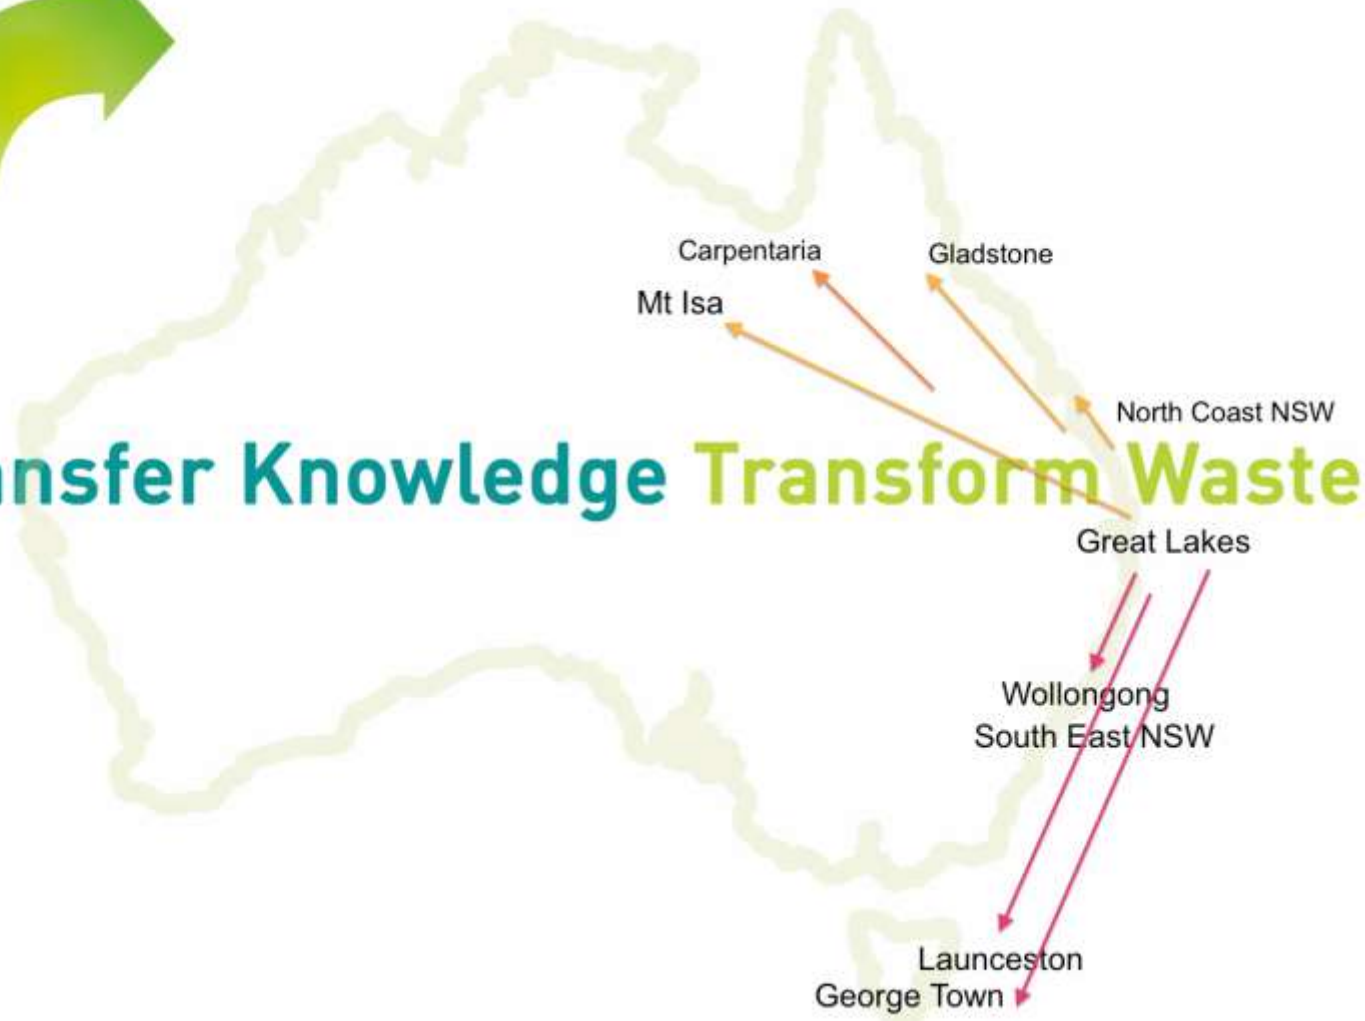 Carpentaria
Gladstone
Mt Isa
North Coast NSW
nsfer Knowledge Transform Waste
Great Lakes
Wollongong
South East NSW
Launceston
George Town